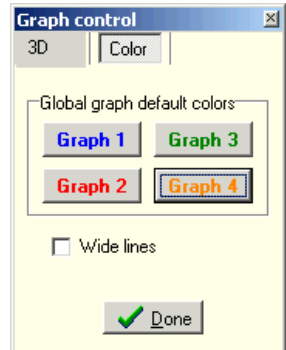 Graph control
3D Color
Global graph default colors
Graph 1 Graph 3
Graph 2 Graph 4
Wide lines
Done